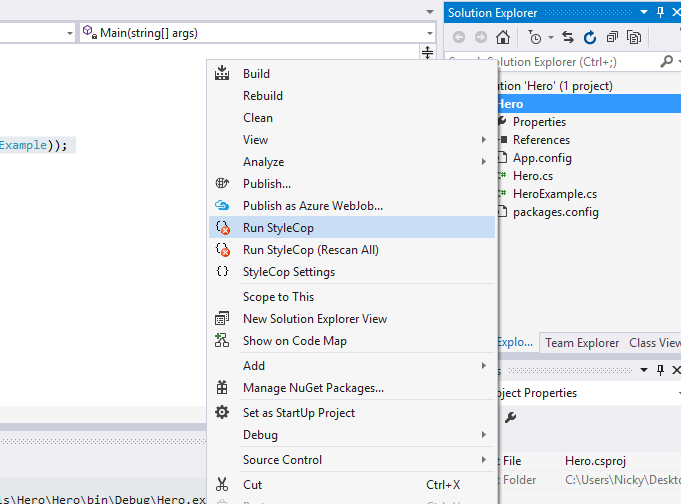 Main(string[] args)
Example));
s\Hero\Hero\bin\Debug\Hero.ex
Build
Rebuild
Clean
View
Analyze
Publish...
Publish as Azure WebJob...
Run StyleCop
Run StyleCop (Rescan All)
StyleCop Settings
Scope to This
New Solution Explorer View
Show on Code Map
Add
Manage NuGet Packages...
Set as StartUp Project
Debug
Source Control
Cut Ctrl+X
Solution Explorer
Solution Explorer (Ctrl+;)
ution 'Hero' (1 project)
Hero
Properties
References
App.config
Hero.cs
HeroExample.cs
packages.config
Explo... Team Explorer Class View
s
ject Properties
t File Hero.csproj
t Folder C:\Users\Nicky\Deskto